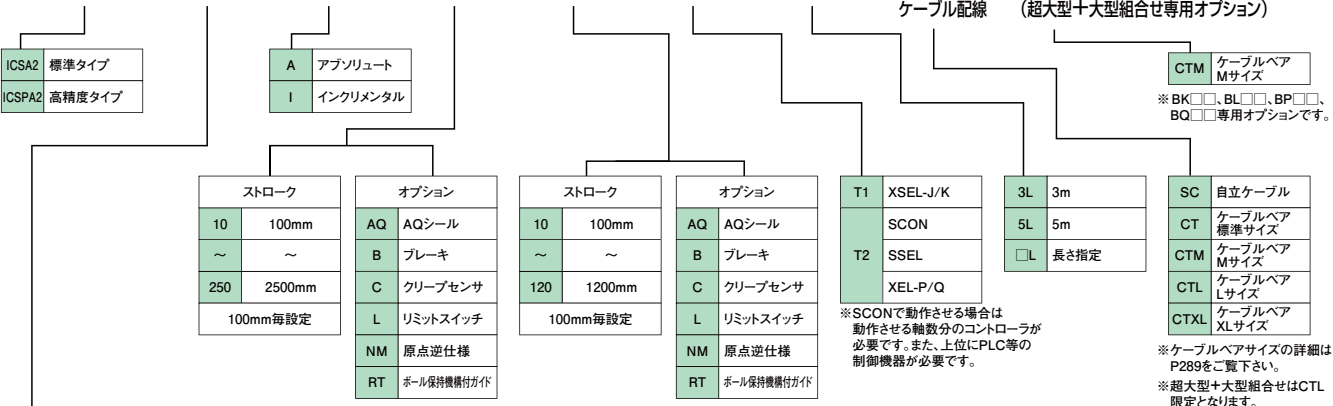 ケーブル配線 （超大型＋大型組合せ専用オプション）
ICSA2 標準タイプ
ICSPA2 高精度タイプ
A アブソリュート
I インクリメンタル
CTM ケーブルベア
Mサイズ
※BK□□、BL□□、BP□□、
BQ□□専用オプションです。
ストローク
10 100mm
～ ～
250 2500mm
100mm毎設定
オプション
AQ AQシール
B ブレーキ
C クリープセンサ
L リミットスイッチ
NM 原点逆仕様
RT ボール保持機構付ガイド
ストローク
10 100mm
～ ～
120 1200mm
100mm毎設定
オプション
AQ AQシール
B ブレーキ
C クリープセンサ
L リミットスイッチ
NM 原点逆仕様
RT ボール保持機構付ガイド
T1 XSEL-J/K
T2 SCON
SSEL
XEL-P/Q
※SCONで動作させる場合は
動作させる軸数分のコントローラが
必要です。また、上位にPLC等の
制御機器が必要です。
3L 3m
5L 5m
□L 長さ指定
SC 自立ケーブル
CT ケーブルベア
標準サイズ
CTM ケーブルベア
Mサイズ
CTL ケーブルベア
Lサイズ
CTXL ケーブルベア
XLサイズ
※ケーブルベアサイズの詳細は
P289をご覧下さい。
※超大型＋大型組合せはCTL
限定となります。